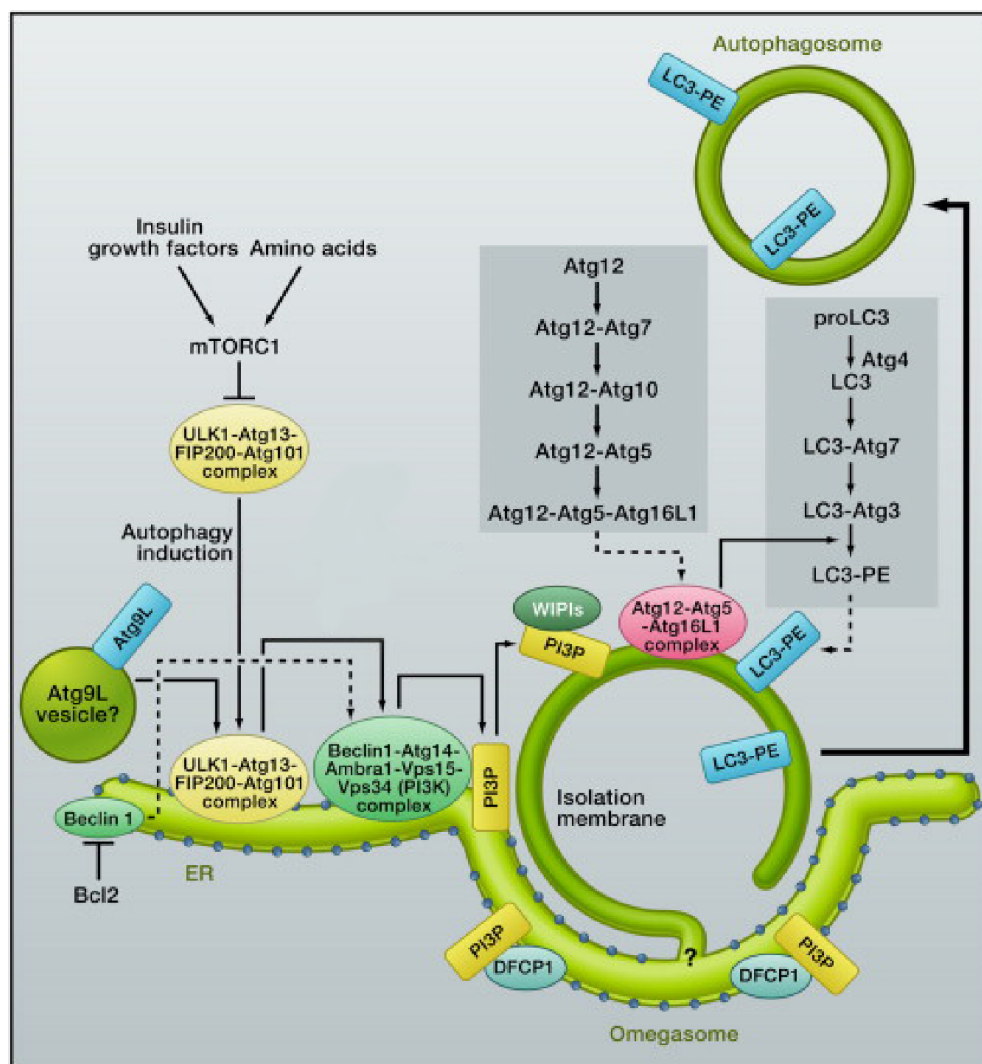 Autophagosome
LC3-PE
LC3-PE
Insulin
growth factors
Amino acids
mTORC1
ULK1-Atg13-
FIP200-Atg101
complex
Autophagy
induction
Atg12
Atg12-Atg7
Atg12-Atg10
Atg12-Atg5
Atg12-Atg5-Atg16L1
proLC3
Atg4
LC3
LC3-Atg7
LC3-Atg3
LC3-PE
Atg9L
Atg9L
vesicle?
ULK1-Atg13-
FIP200-Atg101
complex
Beclin1-Atg14-
Ambra1-Vps15-
Vps34 (PI3K)
complex
PI3P
WIPIs
PI3P
Atg12-Atg5
-Atg16L1
complex
LC3-PE
LC3-PE
Isolation
membrane
Beclin 1
Bcl2
ER
PI3P
DFCP1
?
PI3P
DFCP1
Omegasome